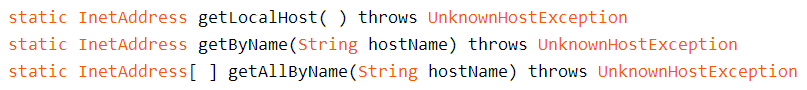 static InetAddress getLocalHost( ) throws UnknownHostException
static InetAddress getByName(String hostName) throws UnknownHostException
static InetAddress[ ] getAllByName(String hostName) throws UnknownHostException